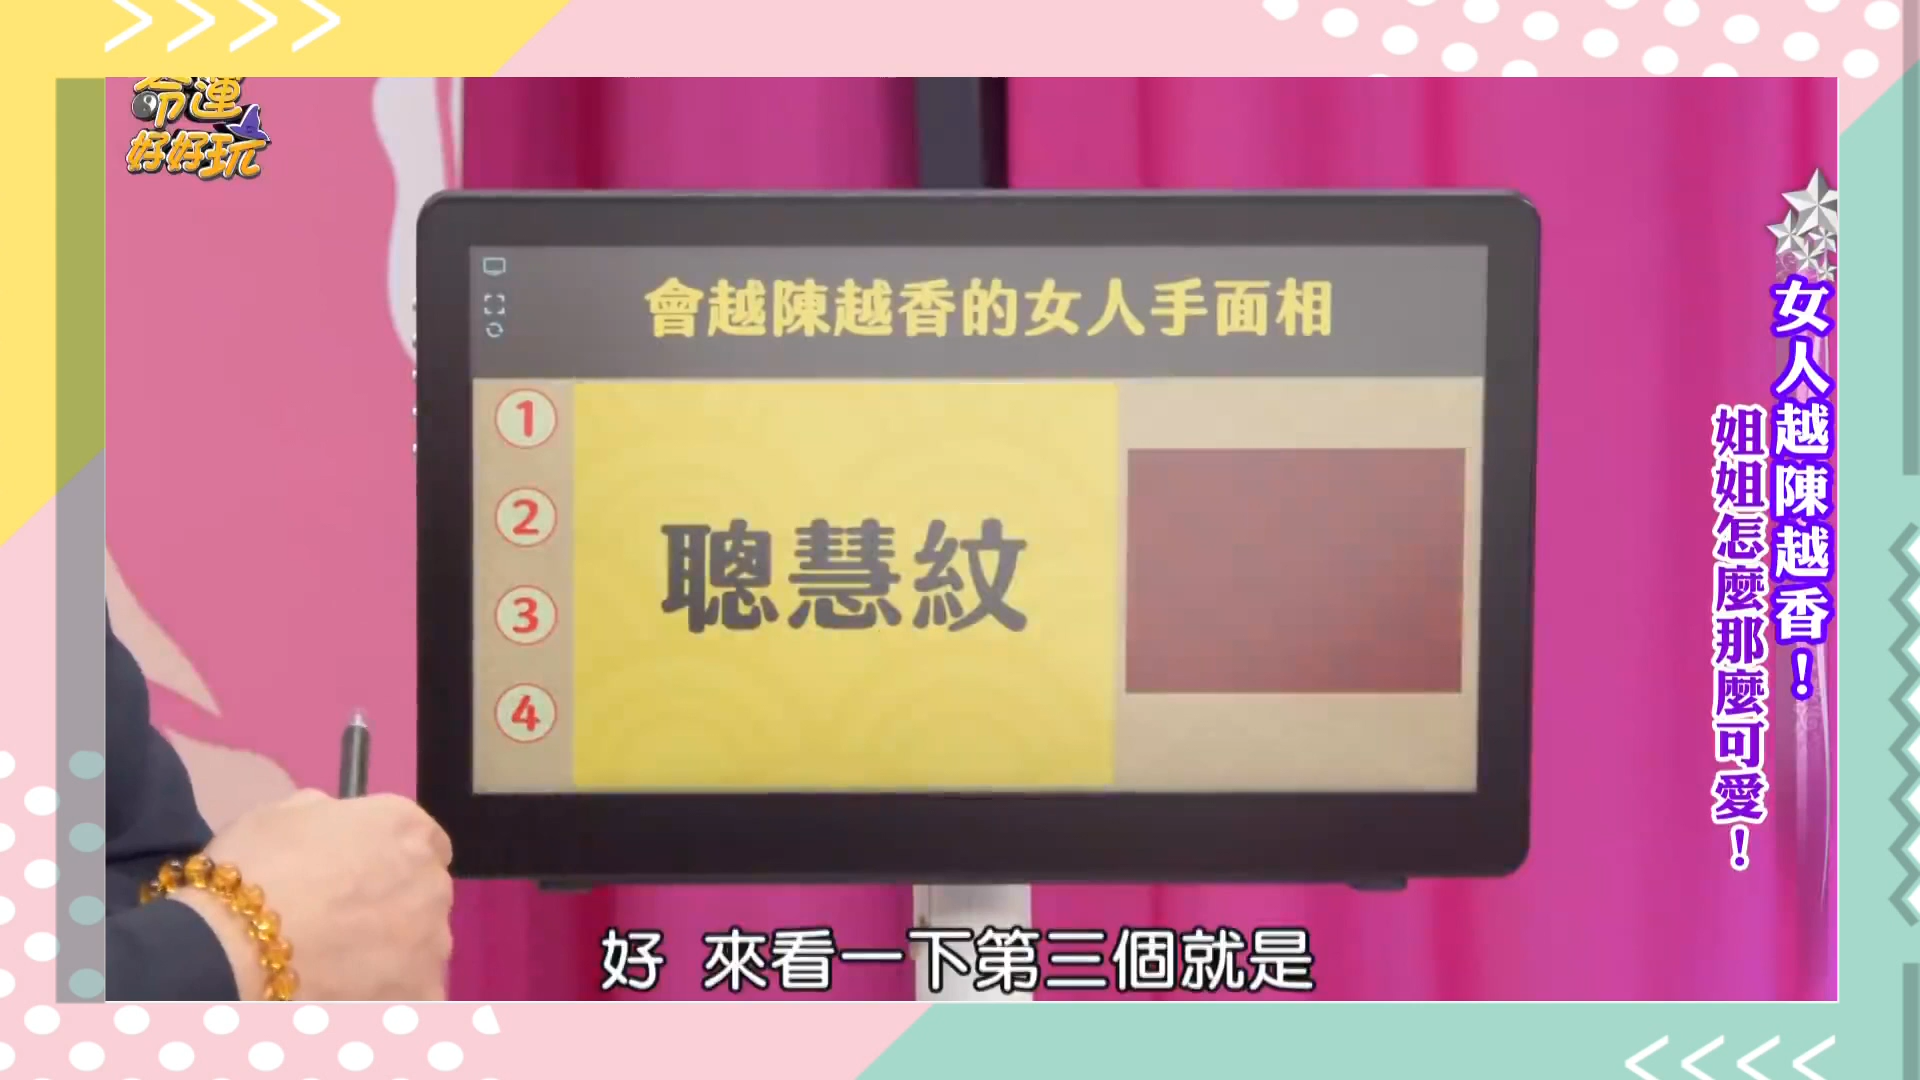 命運
好好玩
會越陳越香的女人手面相
1
2
3
4
聰慧紋
女人越陳越香！
姐姐怎麼那麼可愛！
好 來看一下第三個就是